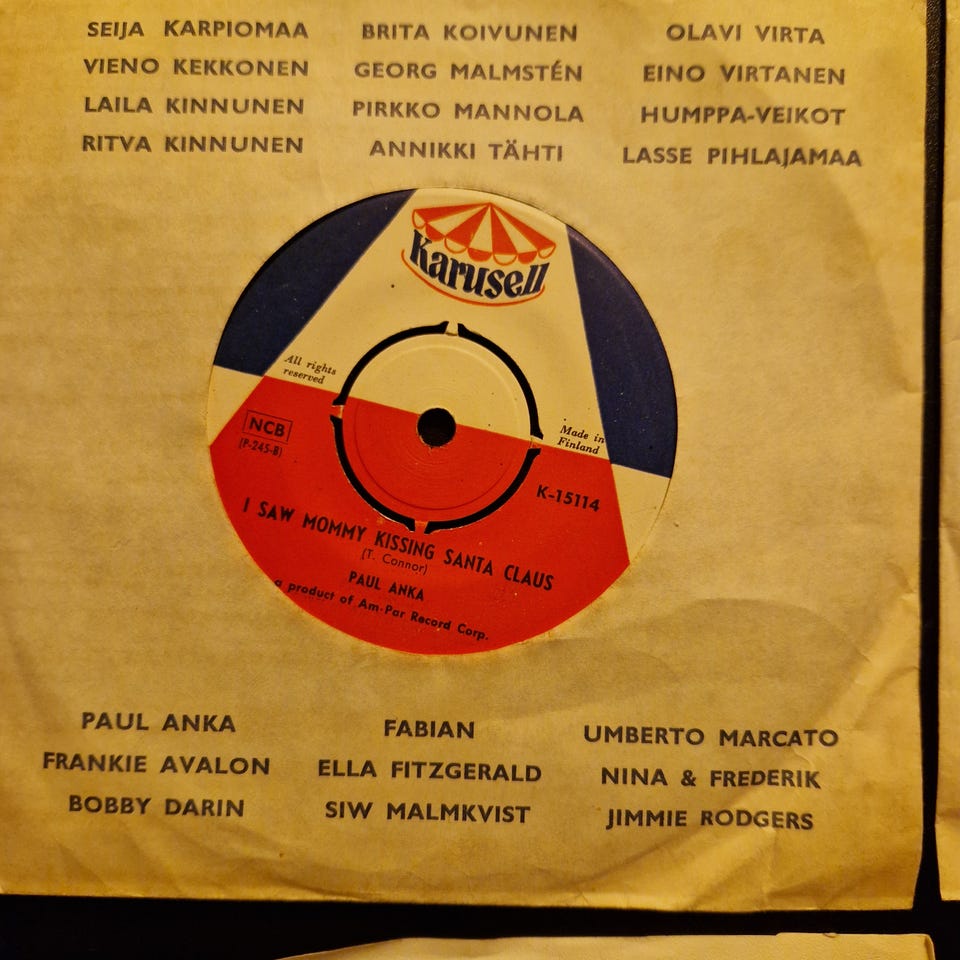 SEIJA KARPIOMAA BRITA KOIVUNEN OLAVI VIRTA
VIENO KEKKONEN GEORG MALMSTÉN EINO VIRTANEN
LAILA KINNUNEN PIRKKO MANNOLA HUMPPA-VEIKOT
RITVA KINNUNEN ANNIKKI TÄHTI LASSE PIHLAJAMAA
Karusell
All rights
reserved
NCB
(P-245-B)
Made in
Finland
K-15114
I SAW MOMMY KISSING SANTA CLAUS
(T. Connor)
PAUL ANKA
a product of Am-Par Record Corp.
PAUL ANKA FABIAN UMBERTO MARCATO
FRANKIE AVALON ELLA FITZGERALD NINA & FREDERIK
BOBBY DARIN SIW MALMKVIST JIMMIE RODGERS